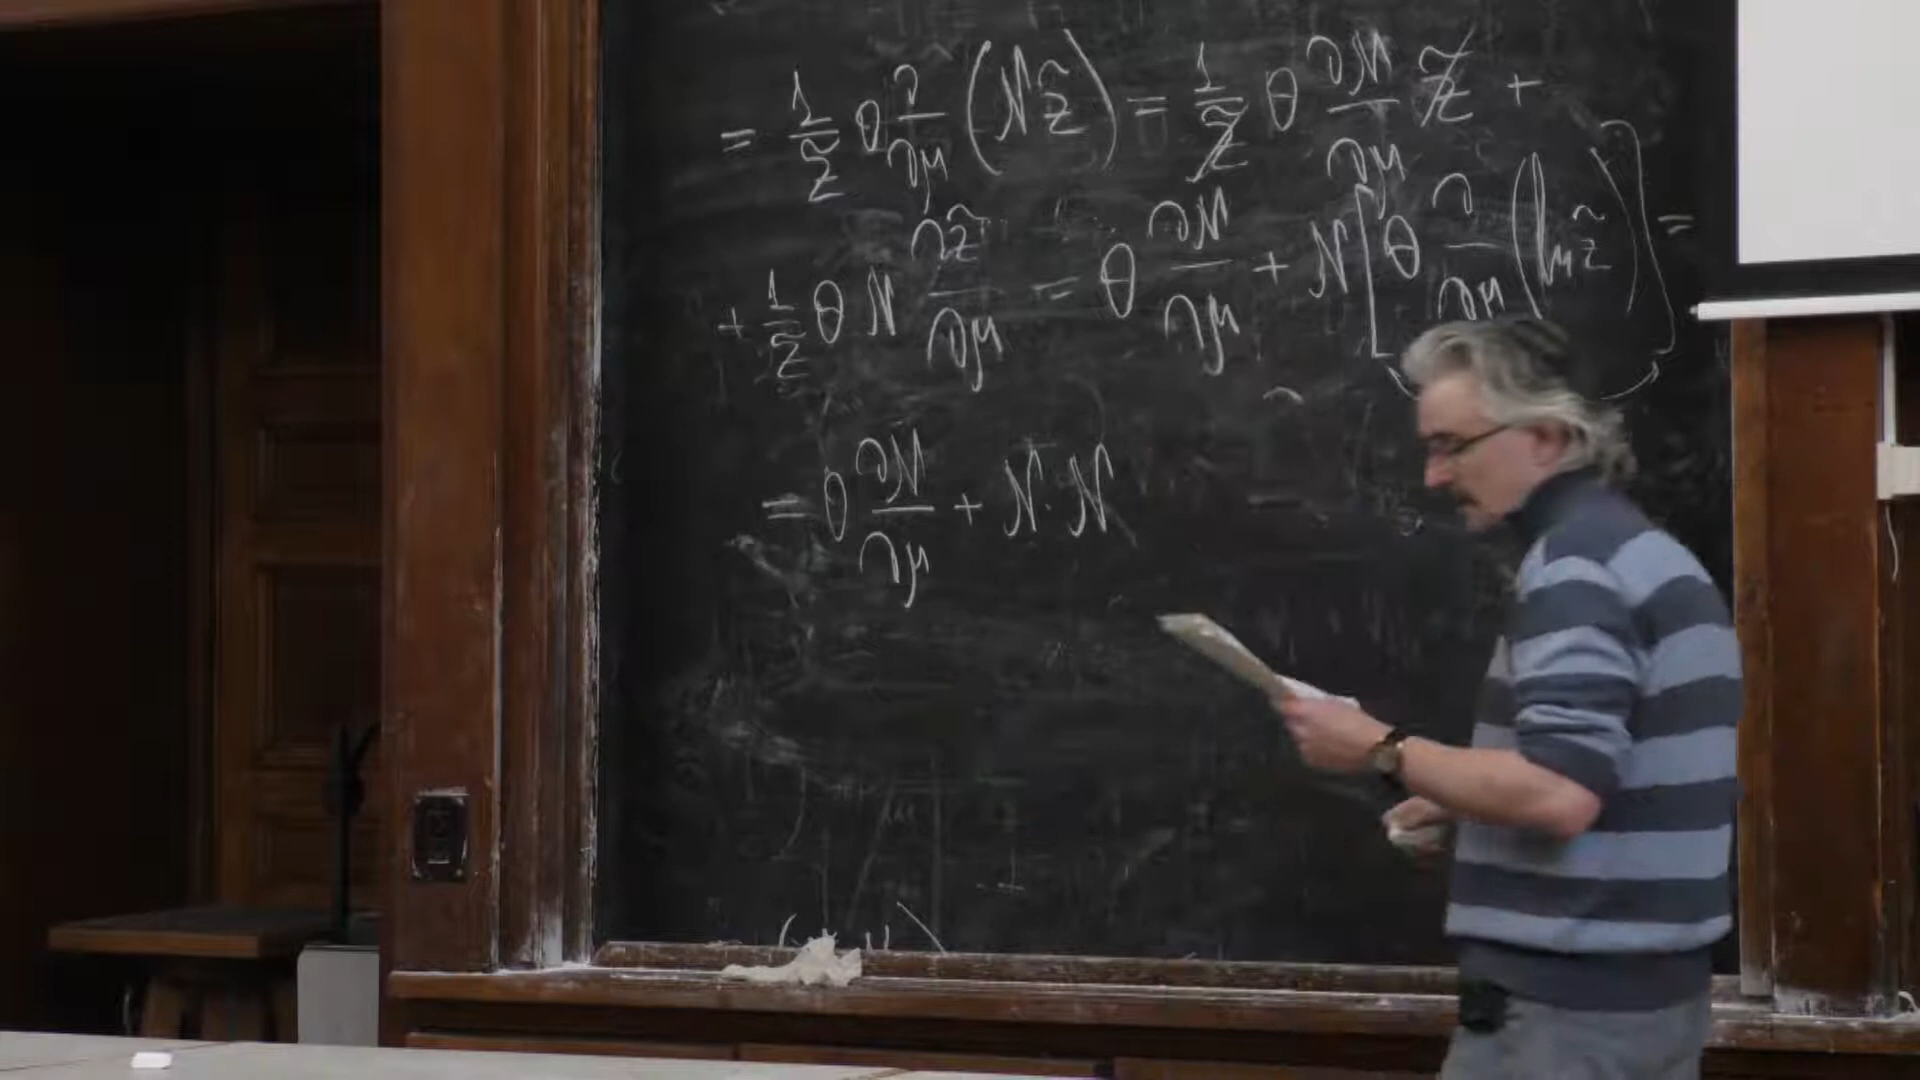 = 1/Z̃ θ ∂/∂μ (N Z̃) = 1/Z̃ θ ∂N/∂μ Z̃ +
+ 1/Z̃ θ N ∂Z̃/∂μ = θ ∂N/∂μ + N [θ ∂/∂μ (ln Z̃)] =
= θ ∂N/∂μ + N · N